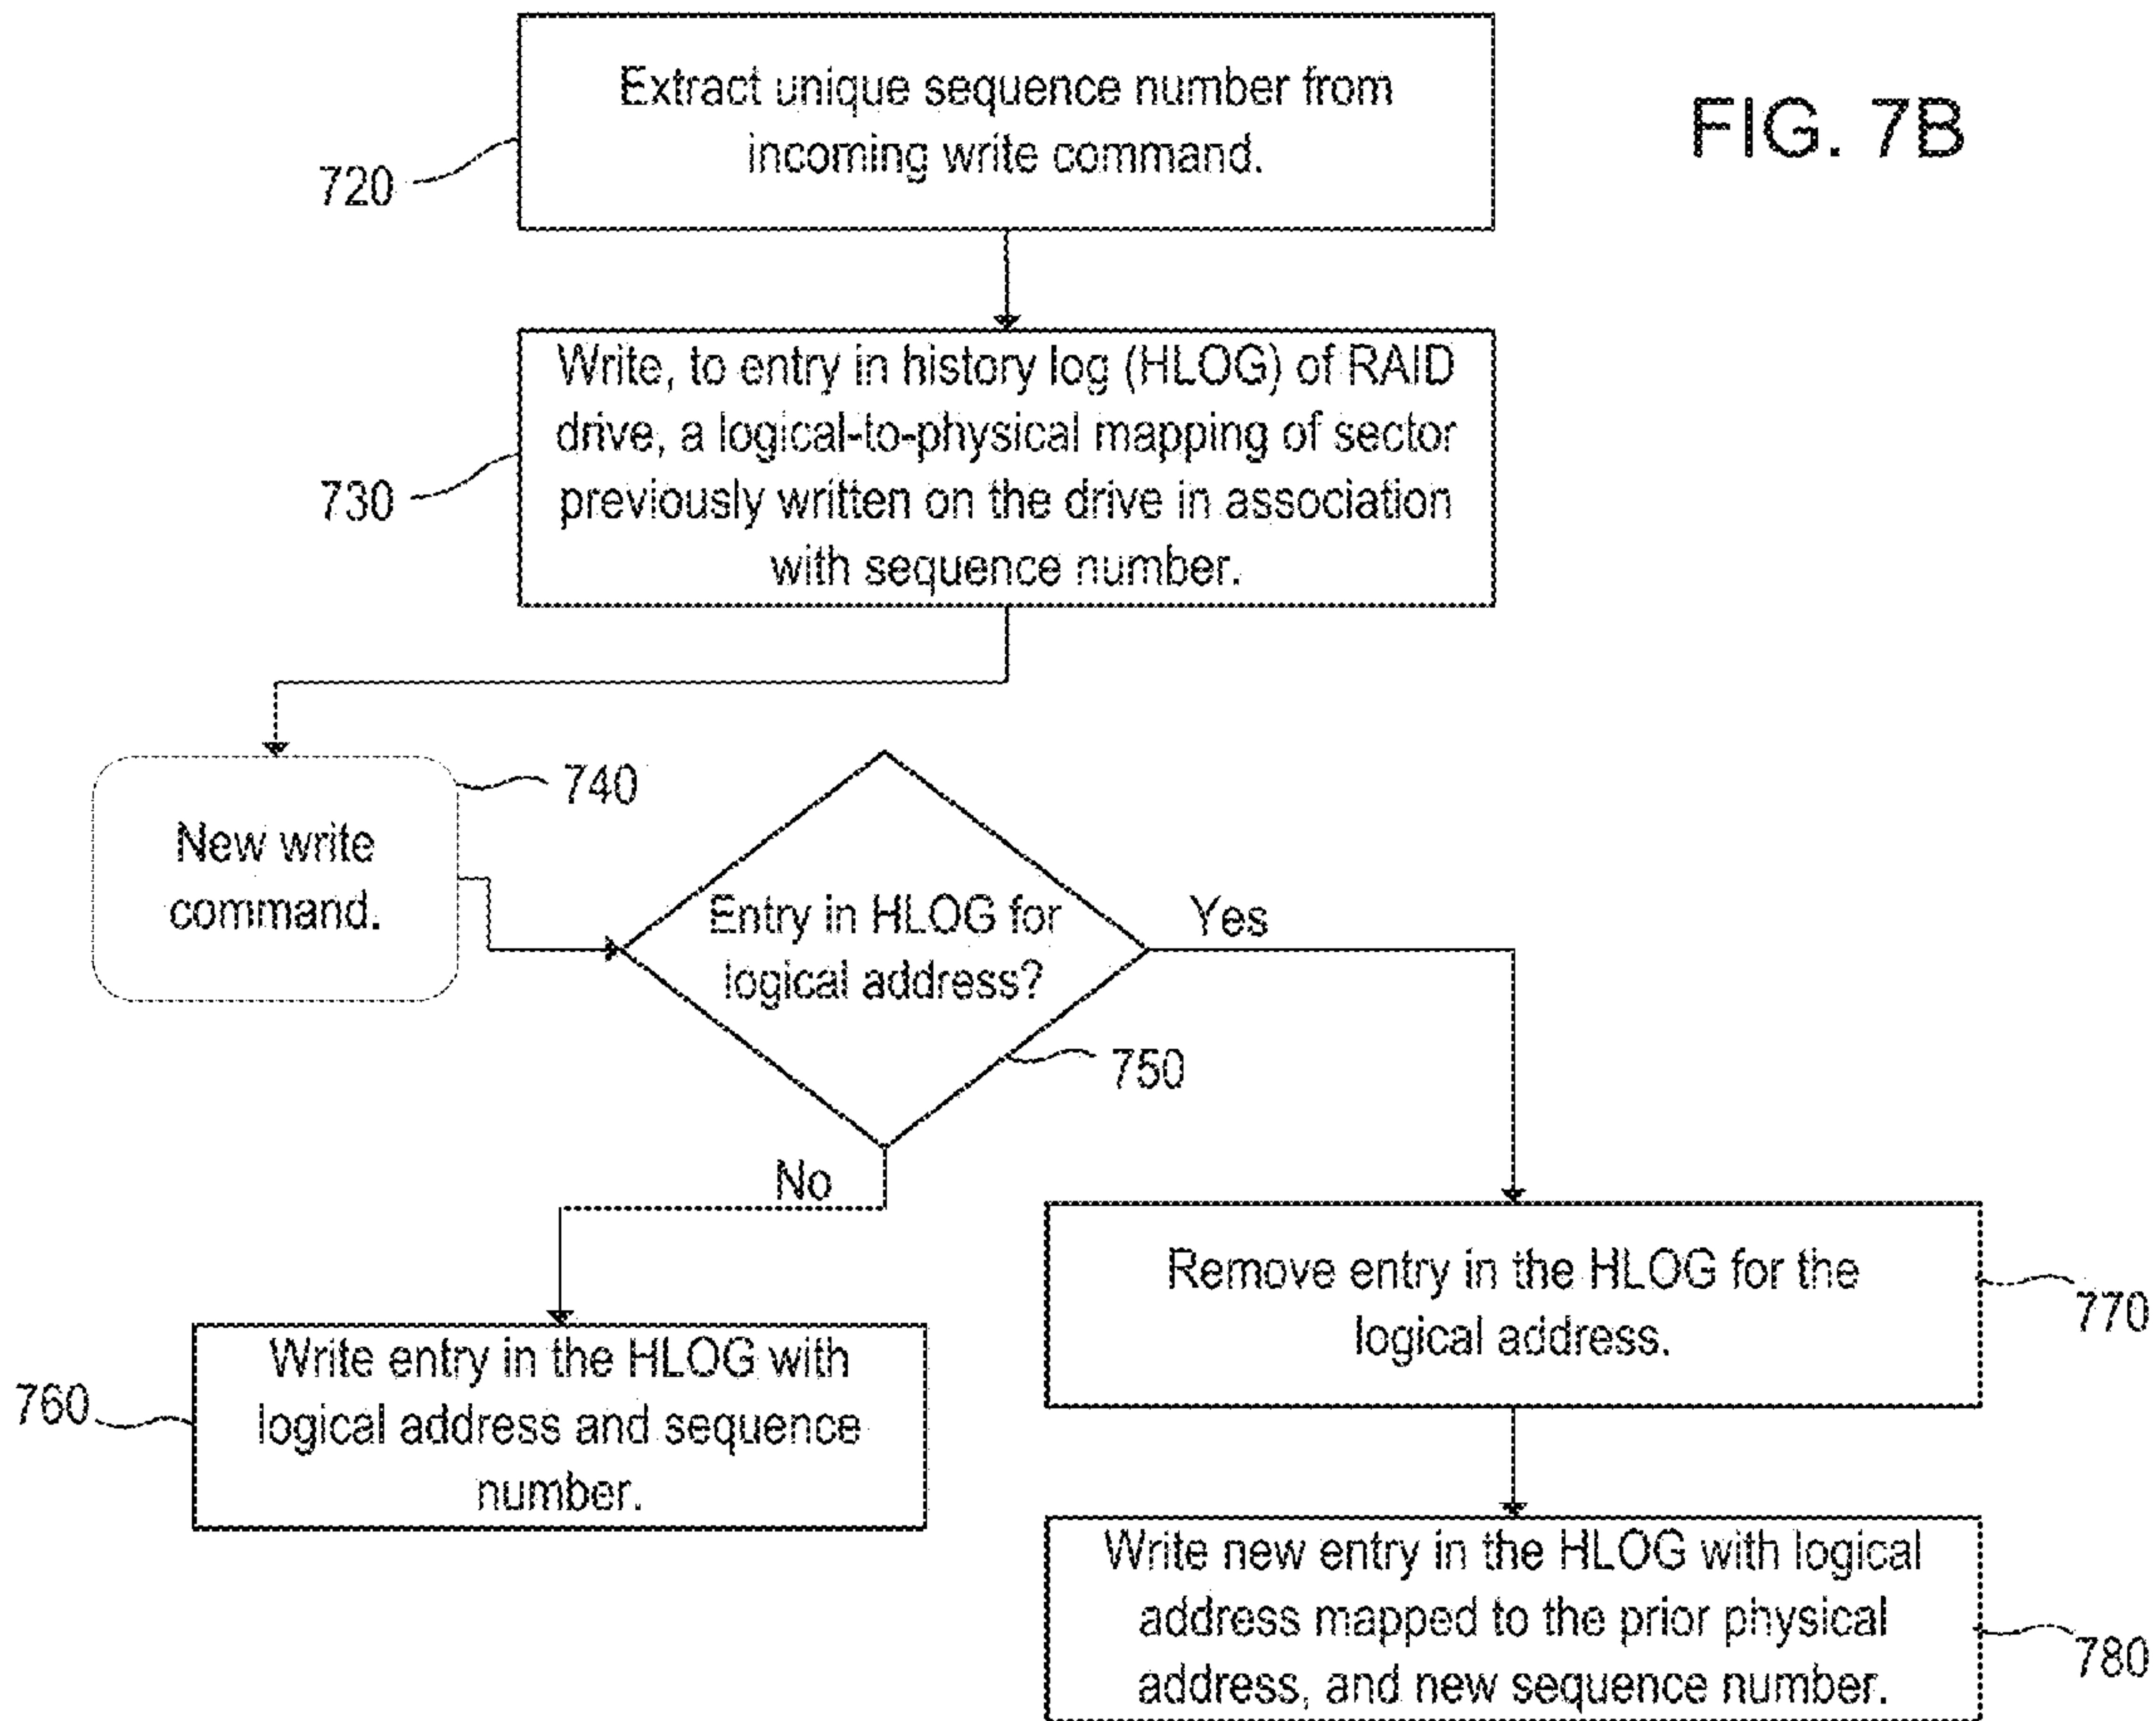 FIG. 7B
Extract unique sequence number from
incoming write command.
720
Write, to entry in history log (HLOG) of RAID
drive, a logical-to-physical mapping of sector
previously written on the drive in association
with sequence number.
730
740
New write
command.
Entry in HLOG for
logical address?
Yes
750
No
Write entry in the HLOG with
logical address and sequence
number.
760
Remove entry in the HLOG for the
logical address.
770
Write new entry in the HLOG with logical
address mapped to the prior physical
address, and new sequence number.
780